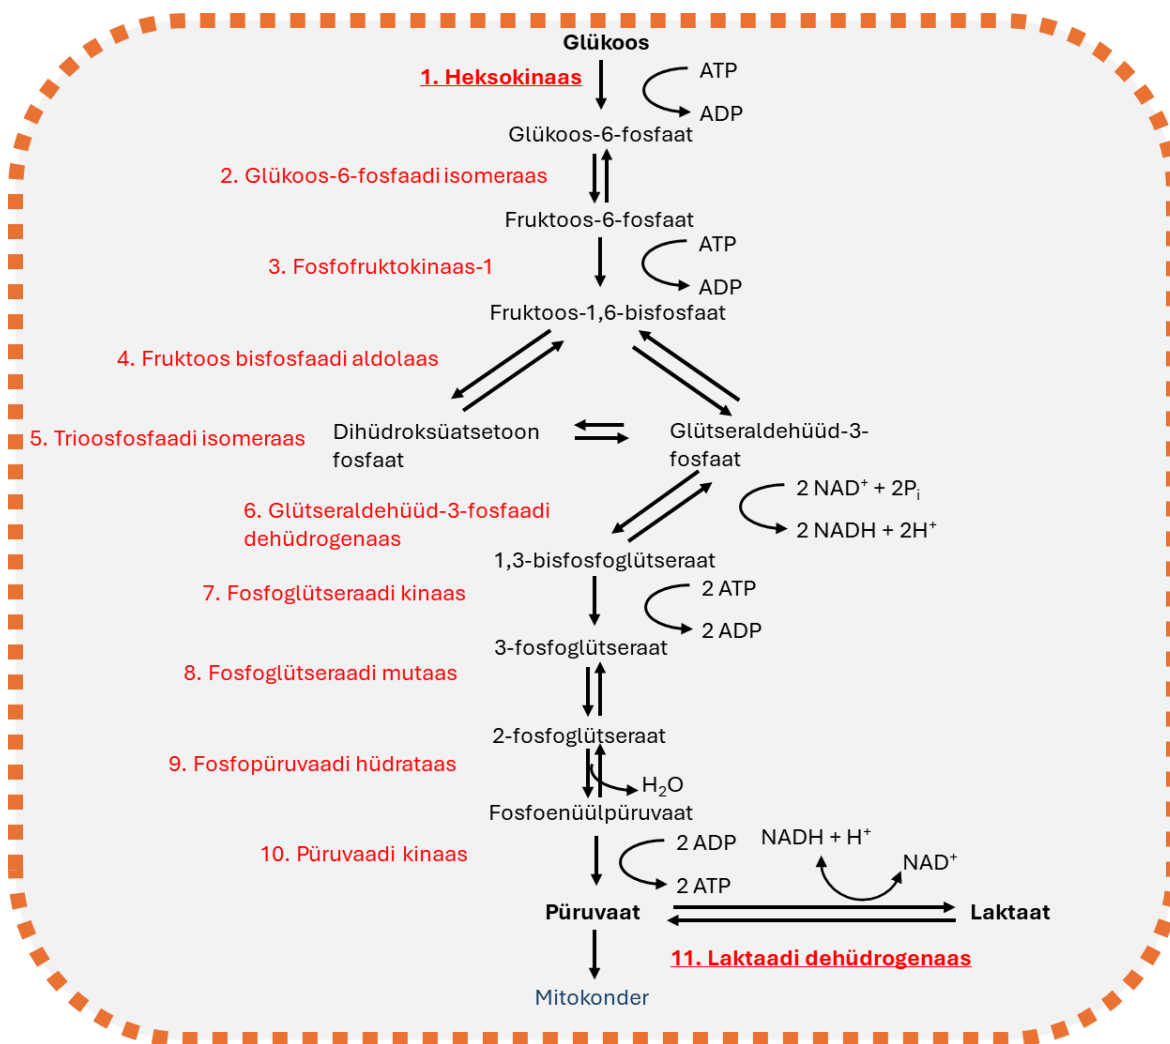 Glükoos
1. Heksokinaas
ATP
ADP
Glükoos-6-fosfaat
2. Glükoos-6-fosfaadi isomeraas
Fruktoos-6-fosfaat
ATP
3. Fosfofruktokinaas-1
ADP
Fruktoos-1,6-bisfosfaat
4. Fruktoos bisfosfaadi aldolaas
5. Trioosfosfaadi isomeraas
Dihüdroksüatsetoon
fosfaat
Glütseraldehüüd-3-
fosfaat
2 NAD⁺ + 2Pᵢ
6. Glütseraldehüüd-3-fosfaadi
dehüdrogenaas
2 NADH + 2H⁺
1,3-bisfosfoglütseraat
7. Fosfoglütseraadi kinaas
2 ATP
2 ADP
3-fosfoglütseraat
8. Fosfoglütseraadi mutaas
2-fosfoglütseraat
9. Fosfopüruvaadi hüdrataas
H₂O
Fosfoenüülpüruvaat
10. Püruvaadi kinaas
2 ADP
2 ATP
NADH + H⁺
NAD⁺
Püruvaat
Laktaat
11. Laktaadi dehüdrogenaas
Mitokonder